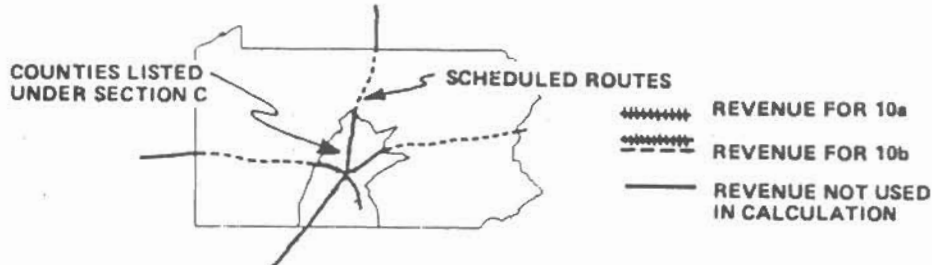 COUNTIES LISTED
UNDER SECTION C
SCHEDULED ROUTES
REVENUE FOR 10a
REVENUE FOR 10b
REVENUE NOT USED
IN CALCULATION